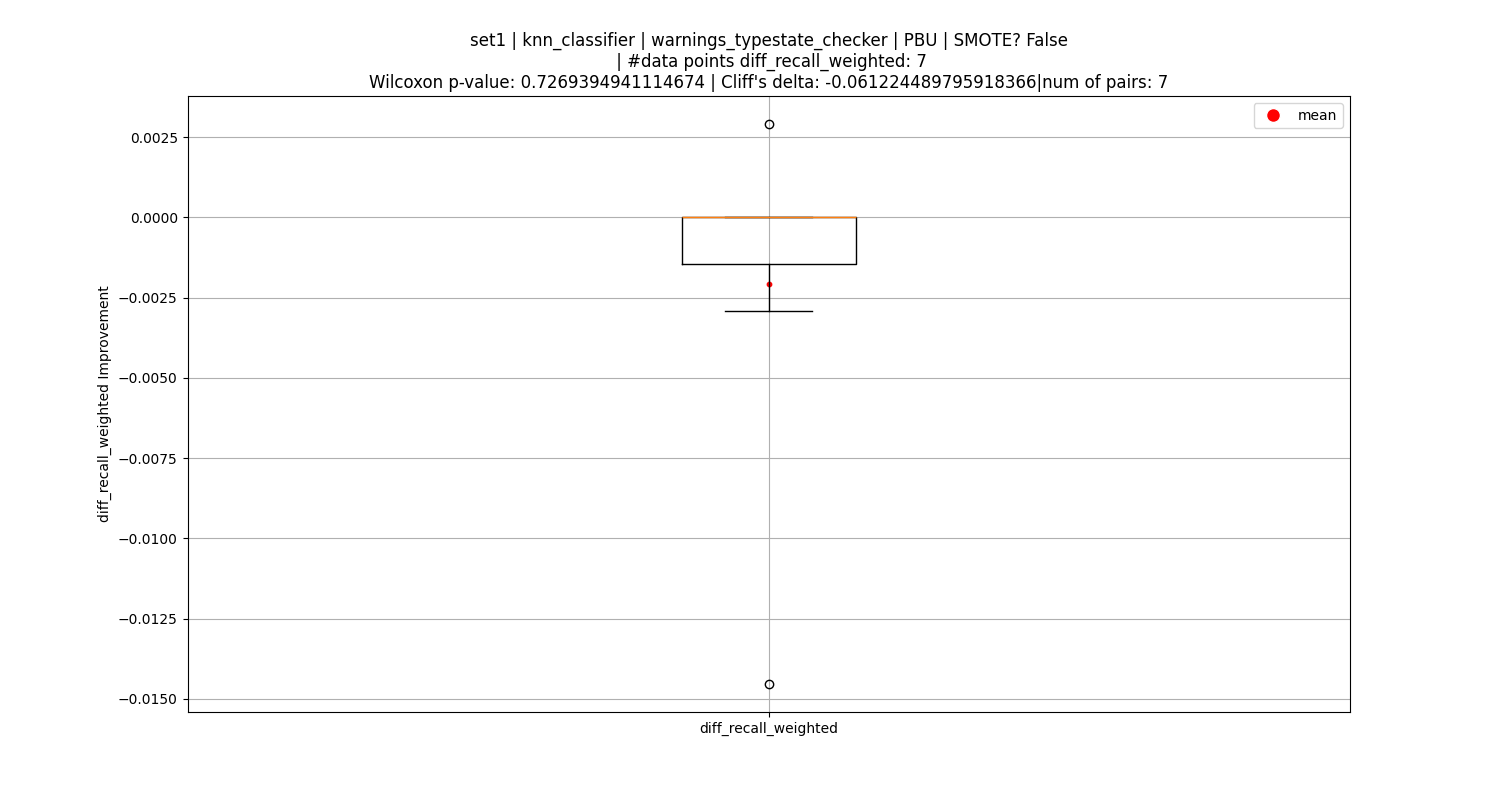 set1 | knn_classifier | warnings_typestate_checker | PBU | SMOTE? False
| #data points diff_recall_weighted: 7
Wilcoxon p-value: 0.7269394941114674 | Cliff's delta: -0.061224489795918366|num of pairs: 7
mean
0.0025
0.0000
−0.0025
−0.0050
−0.0075
−0.0100
−0.0125
−0.0150
diff_recall_weighted Improvement
diff_recall_weighted